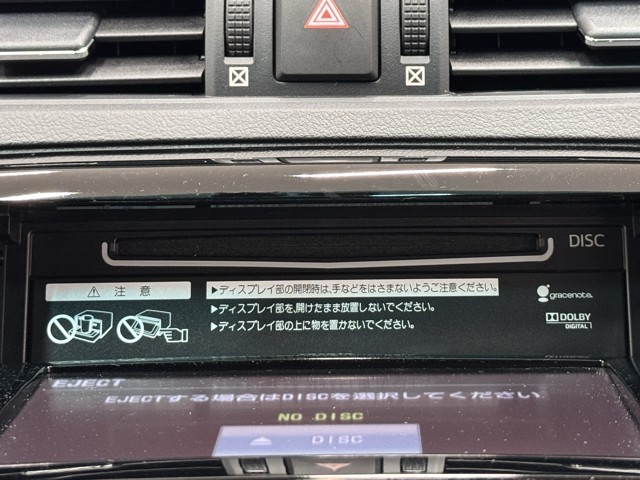 DISC
注意
▶ディスプレイ部の開閉時は、手などをはさまないようご注意ください。
▶ディスプレイ部を、開けたまま放置しないでください。
▶ディスプレイ部の上に物を置かないでください。
gracenote.
DOLBY
DIGITAL
EJECT
EJECTする場合はDISCを選択してください
NO DISC
DISC